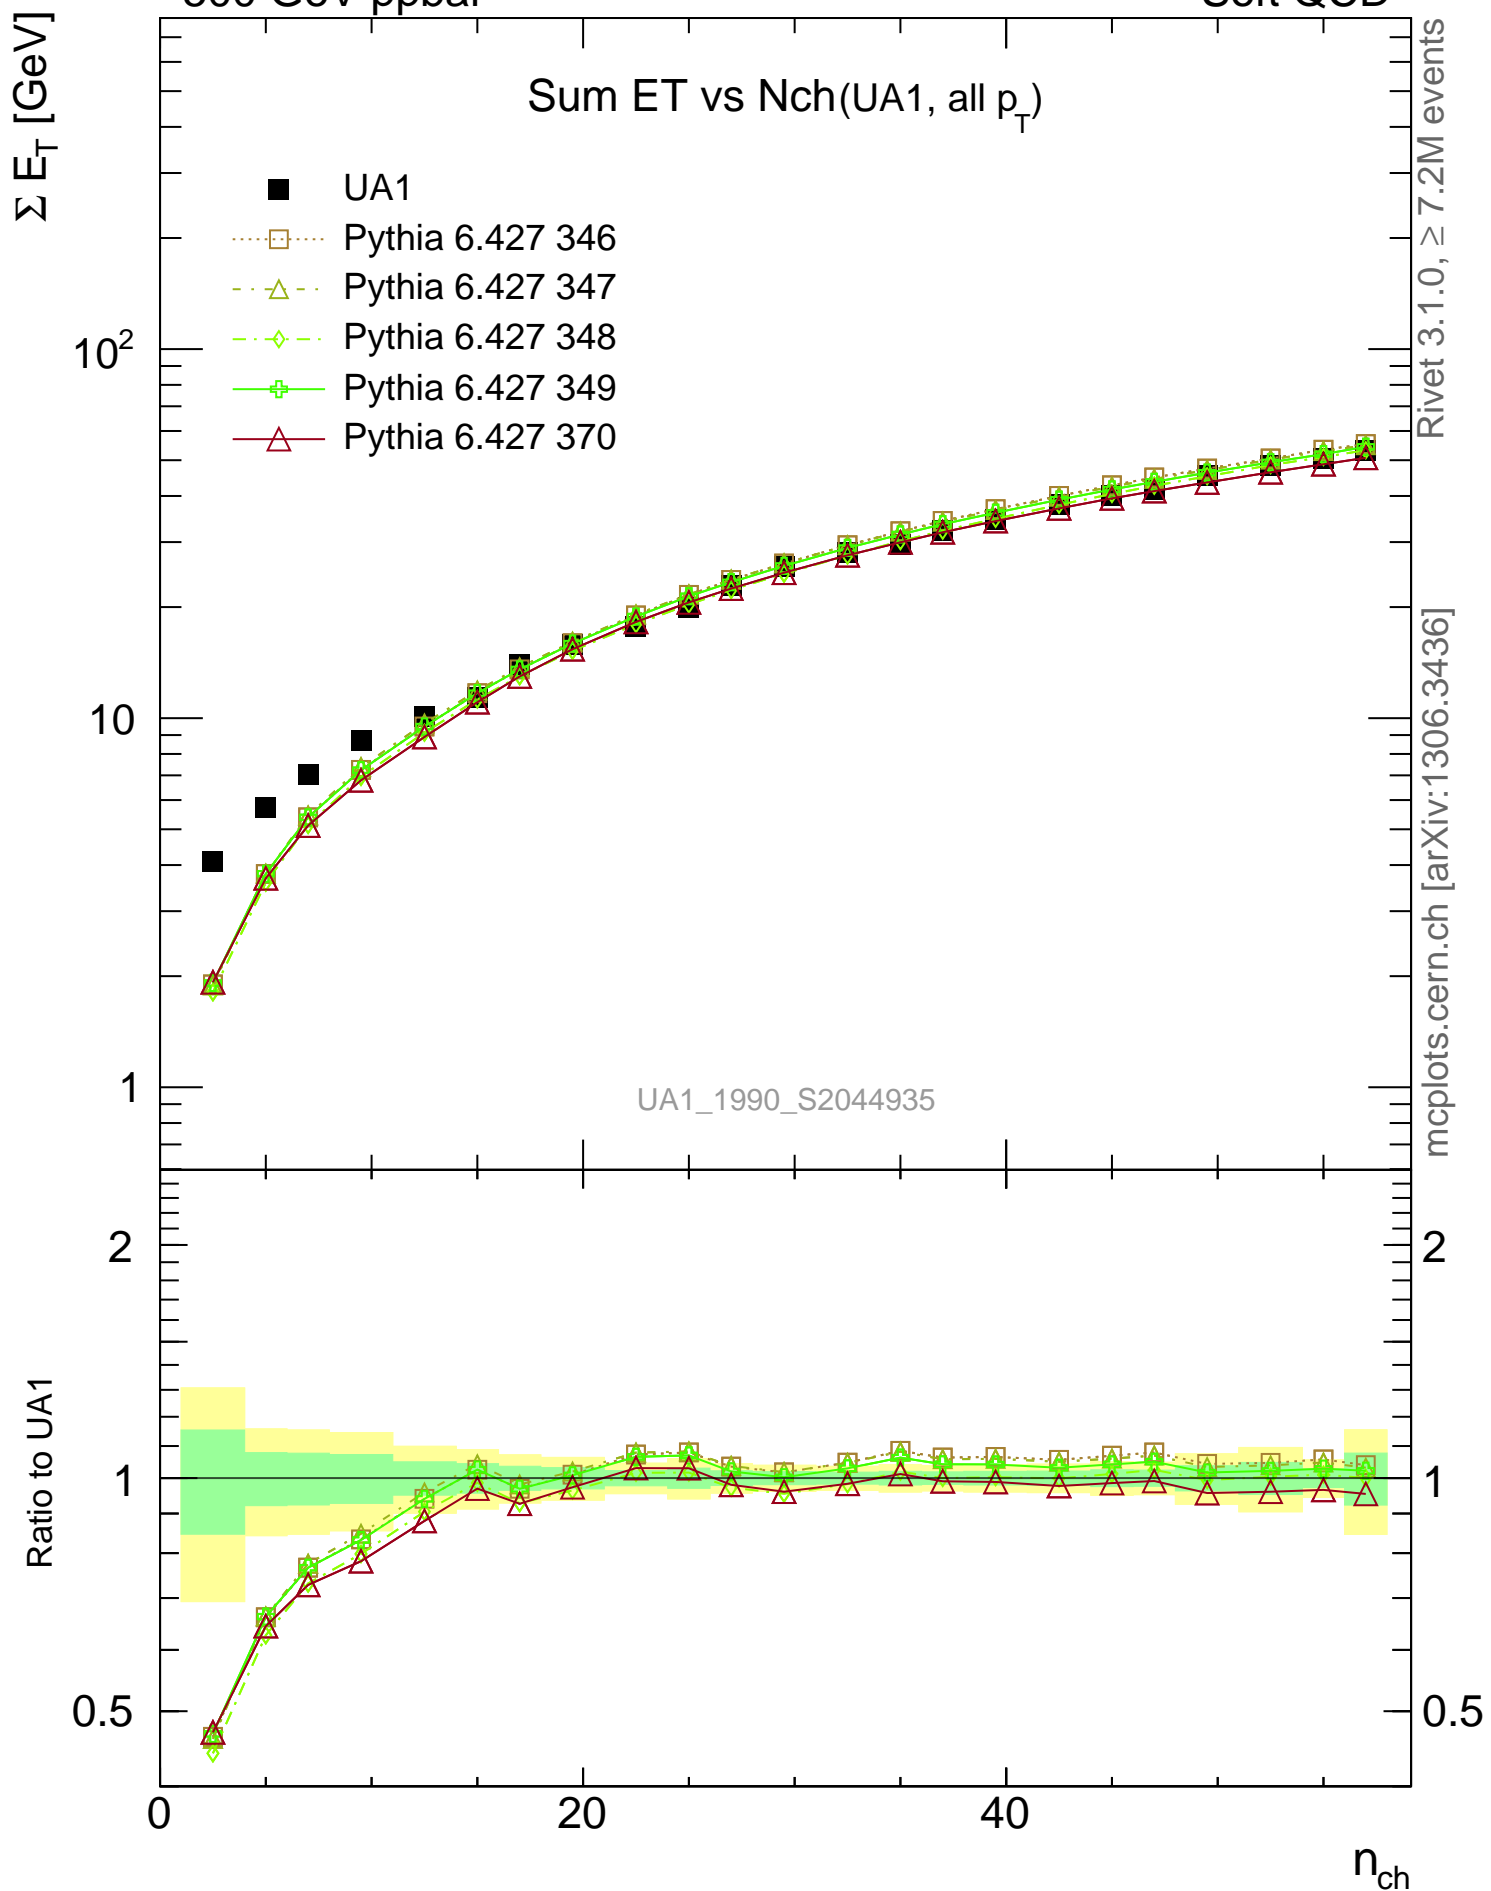 Soft QCD
Σ E_T [GeV]
Sum ET vs Nch (UA1, all p_T)
UA1
Pythia 6.427 346
Pythia 6.427 347
Pythia 6.427 348
Pythia 6.427 349
Pythia 6.427 370
10^2
10
1
UA1_1990_S2044935
Rivet 3.1.0, ≥ 7.2M events
mcplots.cern.ch [arXiv:1306.3436]
Ratio to UA1
2
1
0.5
2
1
0.5
0
20
40
n_ch